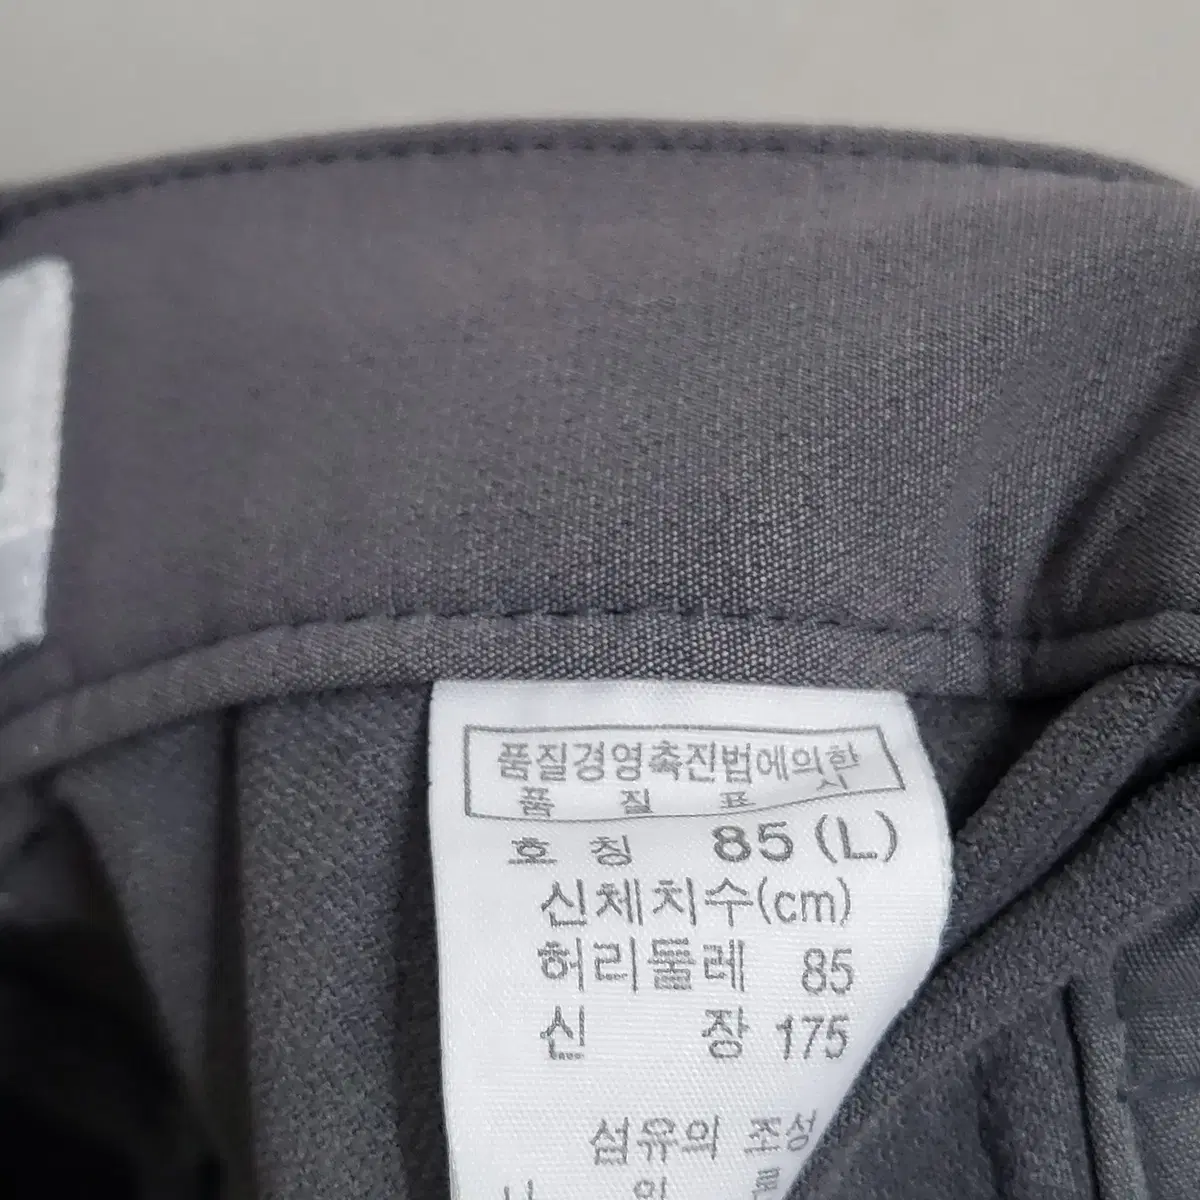 품질경영촉진법에의한
품 질 표 시
호 칭 85 (L)
신체치수(cm)
허리둘레 85
신 장 175
섬유의 조성